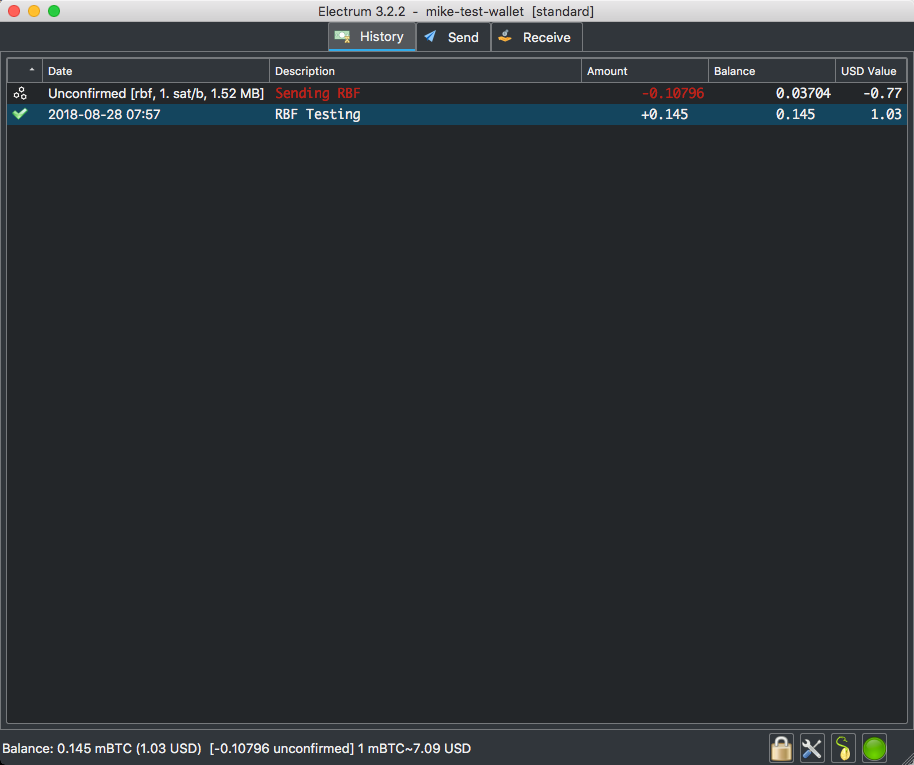 Electrum 3.2.2 - mike-test-wallet [standard]
History Send Receive
Date Description Amount Balance USD Value
Unconfirmed [rbf, 1. sat/b, 1.52 MB] Sending RBF -0.10796 0.03704 -0.77
2018-08-28 07:57 RBF Testing +0.145 0.145 1.03
Balance: 0.145 mBTC (1.03 USD) [-0.10796 unconfirmed] 1 mBTC~7.09 USD